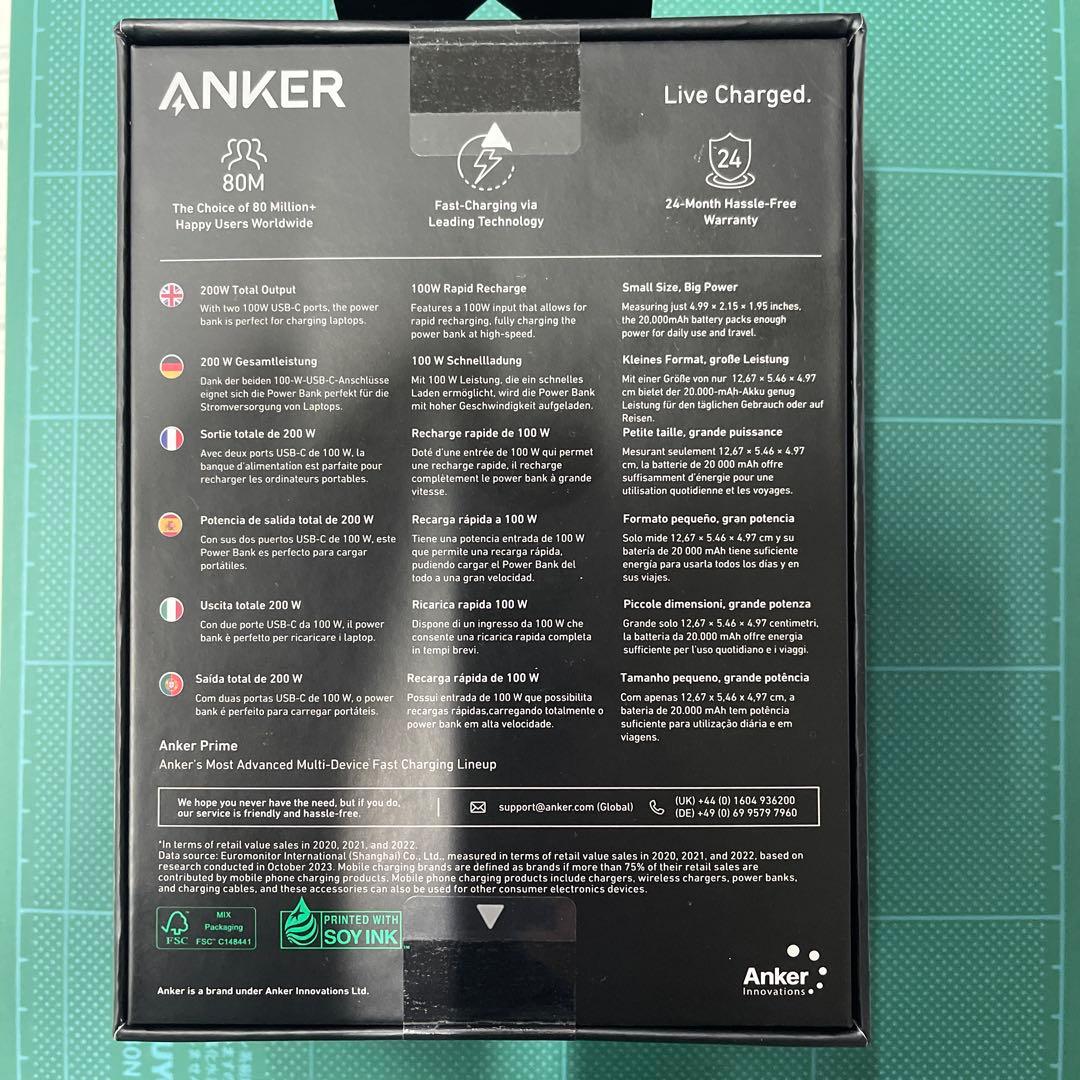 ANKER
Live Charged.
80M
The Choice of 80 Million+
Happy Users Worldwide
Fast-Charging via
Leading Technology
24
24-Month Hassle-Free
Warranty
200W Total Output
With two 100W USB-C ports, the power
bank is perfect for charging laptops.
100W Rapid Recharge
Features a 100W input that allows for
rapid recharging, fully charging the
power bank at high-speed.
Small Size, Big Power
Measuring just 4.99 × 2.15 × 1.95 inches,
the 20,000mAh battery packs enough
power for daily use and travel.
200 W Gesamtleistung
Dank der beiden 100-W-USB-C-Anschlüsse
eignet sich die Power Bank perfekt für die
Stromversorgung von Laptops.
100 W Schnellladung
Mit 100 W Leistung, die ein schnelles
Laden ermöglicht, wird die Power Bank
mit hoher Geschwindigkeit aufgeladen.
Kleines Format, große Leistung
Mit einer Größe von nur 12,67 × 5.46 × 4.97
cm bietet der 20.000-mAh-Akku genug
Leistung für den täglichen Gebrauch oder auf
Reisen.
Sortie totale de 200 W
Avec deux ports USB-C de 100 W, la
banque d'alimentation est parfaite pour
recharger les ordinateurs portables.
Recharge rapide de 100 W
Doté d'une entrée de 100 W qui permet
une recharge rapide, il recharge
complètement le power bank à grande
vitesse.
Petite taille, grande puissance
Mesurant seulement 12,67 × 5.46 × 4.97
cm, la batterie de 20 000 mAh offre
suffisamment d'énergie pour une
utilisation quotidienne et les voyages.
Potencia de salida total de 200 W
Con sus dos puertos USB-C de 100 W, este
Power Bank es perfecto para cargar
portátiles.
Recarga rápida a 100 W
Tiene una potencia entrada de 100 W
que permite una recarga rápida,
pudiendo cargar el Power Bank del
todo a una gran velocidad.
Formato pequeño, gran potencia
Solo mide 12,67 × 5.46 × 4.97 cm y su
batería de 20 000 mAh tiene suficiente
energía para usarla todos los días y en
sus viajes.
Uscita totale 200 W
Con due porte USB-C da 100 W, il power
bank è perfetto per ricaricare i laptop.
Ricarica rapida 100 W
Dispone di un ingresso da 100 W che
consente una ricarica rapida completa
in tempi brevi.
Piccole dimensioni, grande potenza
Grande solo 12,67 × 5.46 × 4.97 centimetri,
la batteria da 20.000 mAh offre energia
sufficiente per l'uso quotidiano e i viaggi.
Saída total de 200 W
Com duas portas USB-C de 100 W, o power
bank é perfeito para carregar portáteis.
Recarga rápida de 100 W
Possui entrada de 100 W que possibilita
recargas rápidas,carregando totalmente o
power bank em alta velocidade.
Tamanho pequeno, grande potência
Com apenas 12,67 x 5,46 x 4,97 cm, a
bateria de 20.000 mAh tem potência
suficiente para utilização diária e em
viagens.
Anker Prime
Anker's Most Advanced Multi-Device Fast Charging Lineup
We hope you never have the need, but if you do,
our service is friendly and hassle-free.
support@anker.com (Global)
(UK) +44 (0) 1604 936200
(DE) +49 (0) 69 9579 7960
*In terms of retail value sales in 2020, 2021, and 2022.
Data source: Euromonitor International (Shanghai) Co., Ltd., measured in terms of retail value sales in 2020, 2021, and 2022, based on
research conducted in October 2023. Mobile charging brands are defined as brands if more than 75% of their retail sales are
contributed by mobile phone charging products. Mobile phone charging products include chargers, wireless chargers, power banks,
and charging cables, and these accessories can also be used for other consumer electronics devices.
FSC
MIX
Packaging
FSC™ C148441
PRINTED WITH
SOY INK™
Anker is a brand under Anker Innovations Ltd.
Anker
Innovations